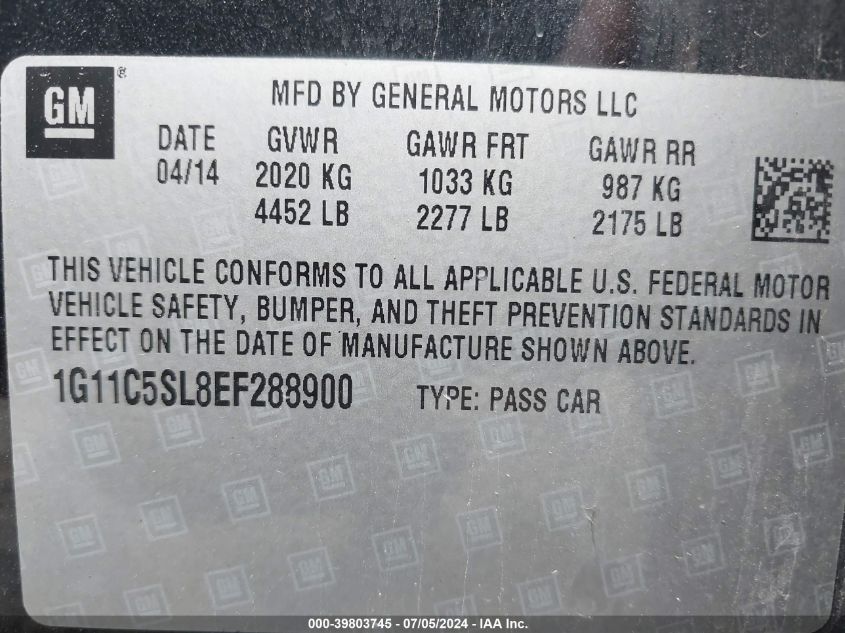 GM
MFD BY GENERAL MOTORS LLC
DATE GVWR GAWR FRT GAWR RR
04/14 2020 KG 1033 KG 987 KG
4452 LB 2277 LB 2175 LB
THIS VEHICLE CONFORMS TO ALL APPLICABLE U.S. FEDERAL MOTOR
VEHICLE SAFETY, BUMPER, AND THEFT PREVENTION STANDARDS IN
EFFECT ON THE DATE OF MANUFACTURE SHOWN ABOVE.
1G11C5SL8EF288900 TYPE: PASS CAR
000-39803745 - 07/05/2024 - IAA Inc.